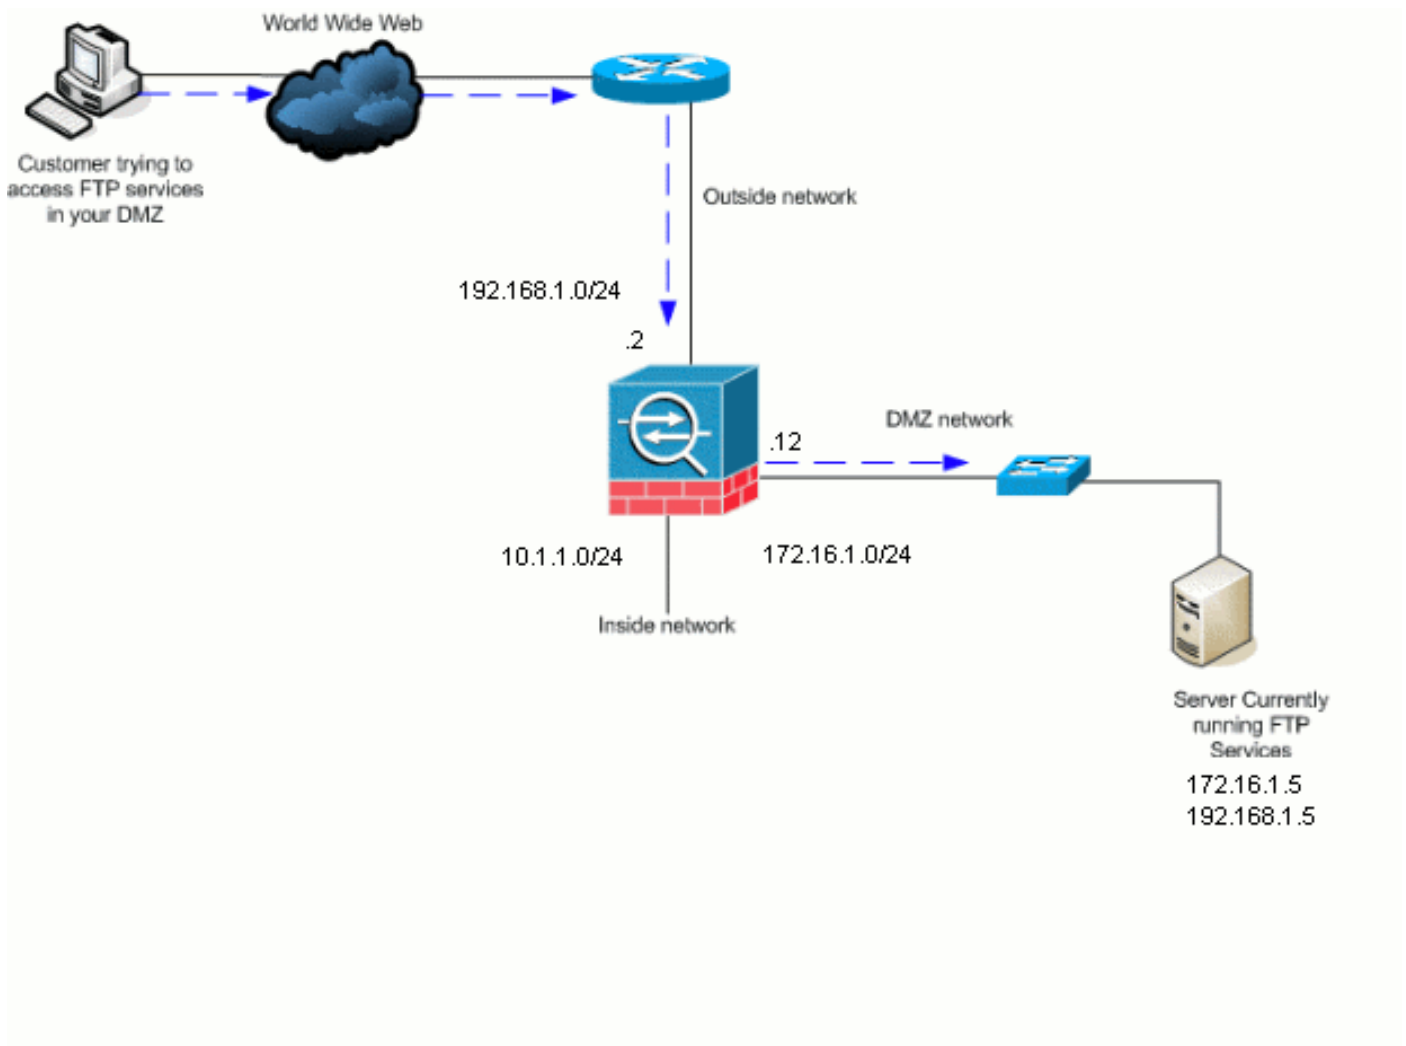 World Wide Web
Customer trying to
access FTP services
in your DMZ
Outside network
192.168.1.0/24
.2
DMZ network
.12
10.1.1.0/24
172.16.1.0/24
Inside network
Server Currently
running FTP
Services
172.16.1.5
192.168.1.5